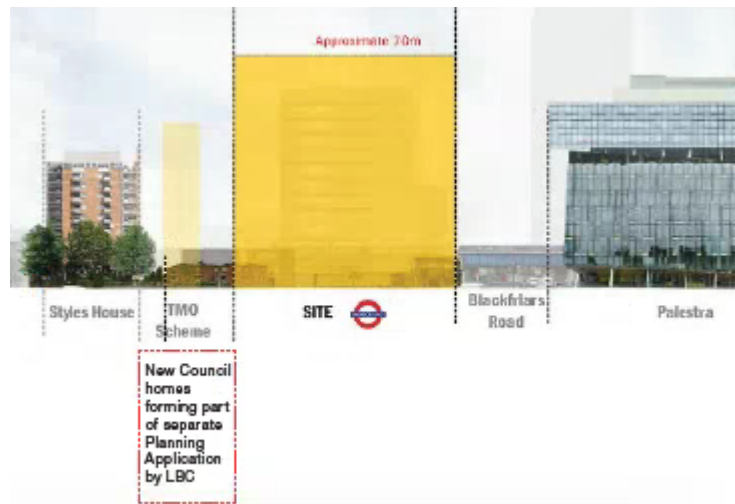 Approximate 70m
Styles House
TMO
Scheme
SITE
Blackfriars
Road
Palestra
New Council
homes
forming part
of separate
Planning
Application
by LBC